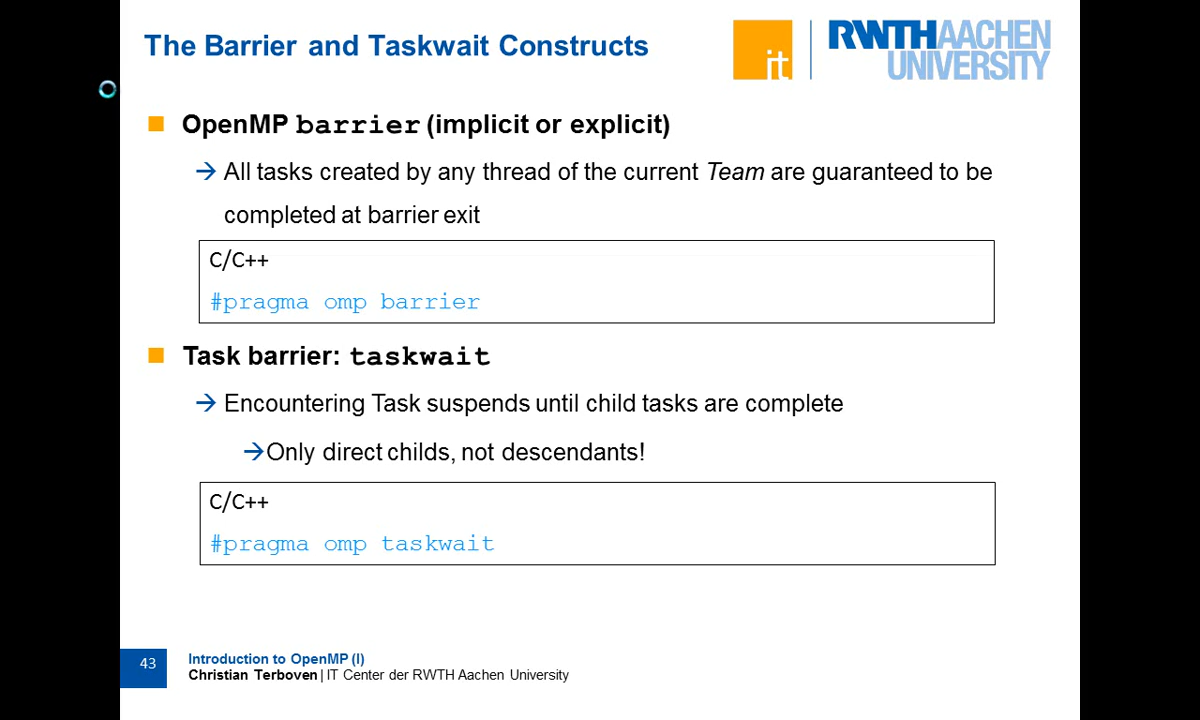 The Barrier and Taskwait Constructs
it
RWTHAACHEN
UNIVERSITY
OpenMP barrier (implicit or explicit)
→ All tasks created by any thread of the current Team are guaranteed to be
completed at barrier exit
C/C++
#pragma omp barrier
Task barrier: taskwait
→ Encountering Task suspends until child tasks are complete
→Only direct childs, not descendants!
C/C++
#pragma omp taskwait
43
Introduction to OpenMP (I)
Christian Terboven | IT Center der RWTH Aachen University